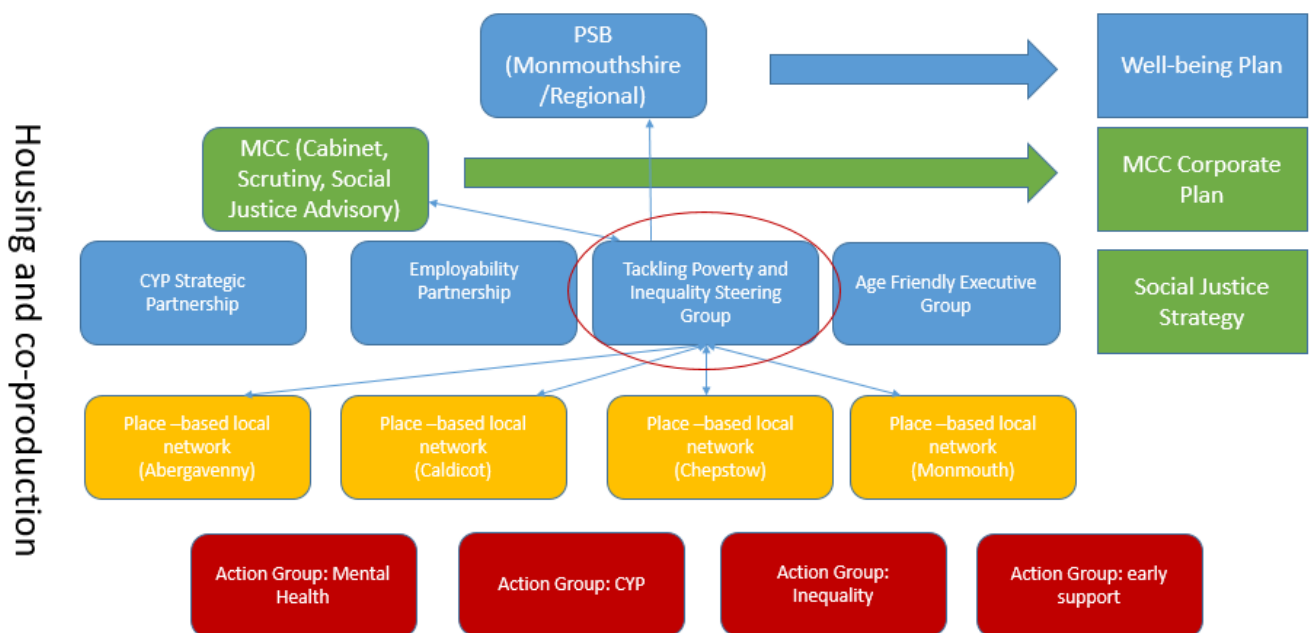 PSB
(Monmouthshire
/Regional)
Well-being Plan
MCC (Cabinet,
Scrutiny, Social
Justice Advisory)
MCC Corporate
Plan
Housing and co-production
CYP Strategic
Partnership
Employability
Partnership
Tackling Poverty and
Inequality Steering
Group
Age Friendly Executive
Group
Social Justice
Strategy
Place –based local
network
(Abergavenny)
Place –based local
network
(Caldicot)
Place –based local
network
(Chepstow)
Place –based local
network
(Monmouth)
Action Group: Mental
Health
Action Group: CYP
Action Group:
Inequality
Action Group: early
support